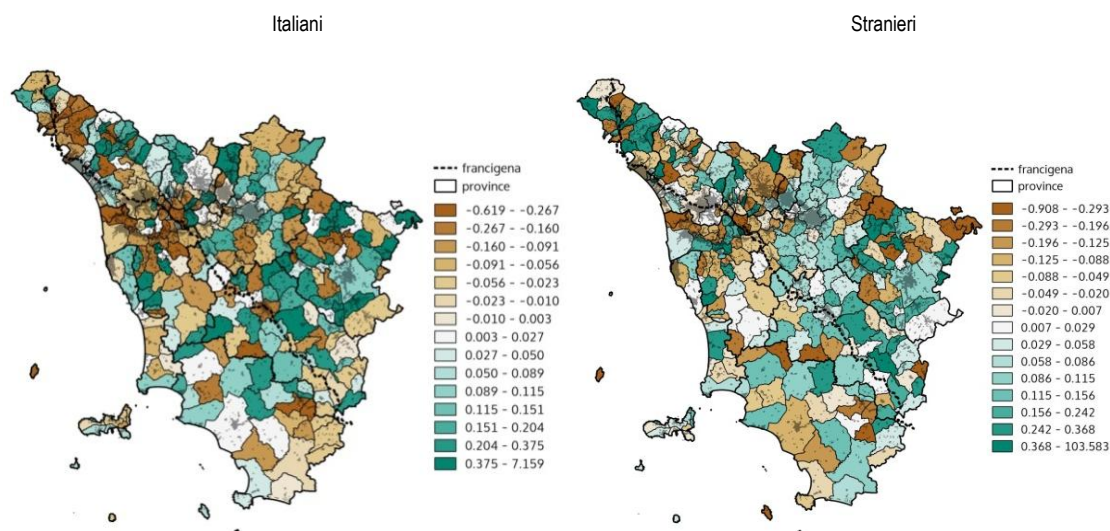 Italiani
Stranieri
francigena
province
-0.619 - -0.267
-0.267 - -0.160
-0.160 - -0.091
-0.091 - -0.056
-0.056 - -0.023
-0.023 - -0.010
-0.010 - 0.003
0.003 - 0.027
0.027 - 0.050
0.050 - 0.089
0.089 - 0.115
0.115 - 0.151
0.151 - 0.204
0.204 - 0.375
0.375 - 7.159
francigena
province
-0.908 - -0.293
-0.293 - -0.196
-0.196 - -0.125
-0.125 - -0.088
-0.088 - -0.049
-0.049 - -0.020
-0.020 - 0.007
0.007 - 0.029
0.029 - 0.058
0.058 - 0.086
0.086 - 0.115
0.115 - 0.156
0.156 - 0.242
0.242 - 0.368
0.368 - 103.583